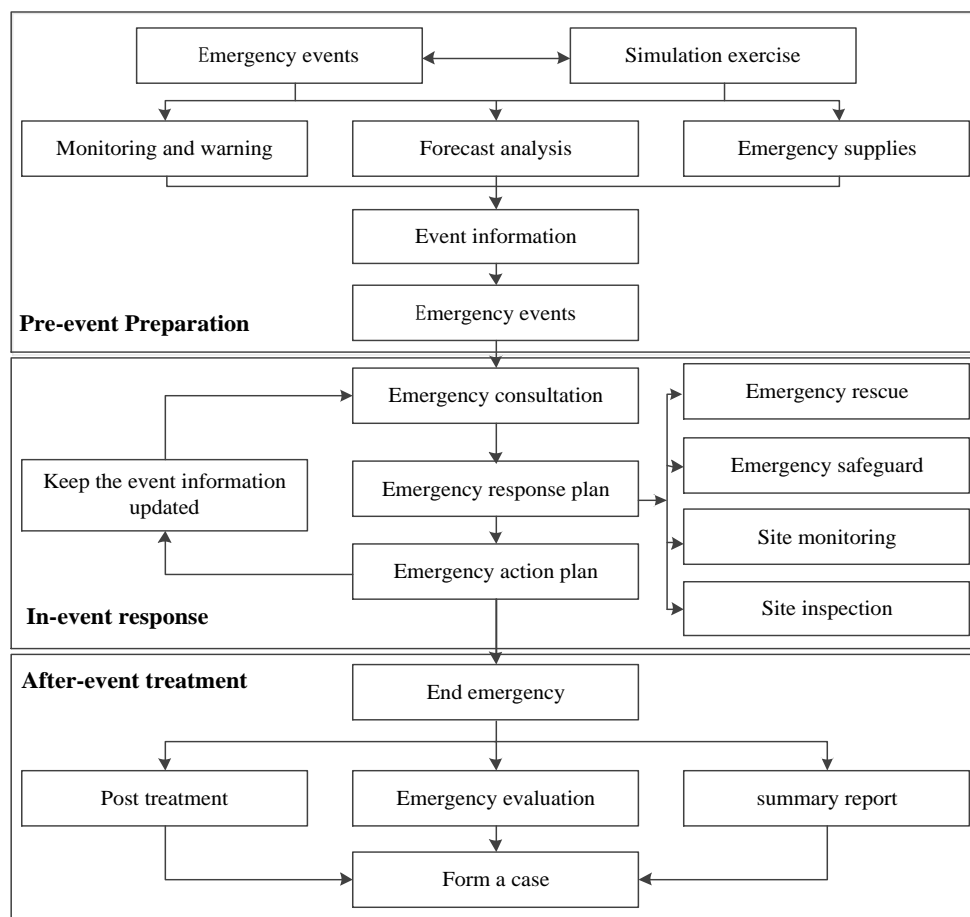 Emergency events
Simulation exercise
Monitoring and warning
Forecast analysis
Emergency supplies
Event information
Emergency events
Pre-event Preparation
Emergency consultation
Emergency rescue
Emergency safeguard
Keep the event information
updated
Emergency response plan
Site monitoring
Emergency action plan
Site inspection
In-event response
After-event treatment
End emergency
Post treatment
Emergency evaluation
summary report
Form a case